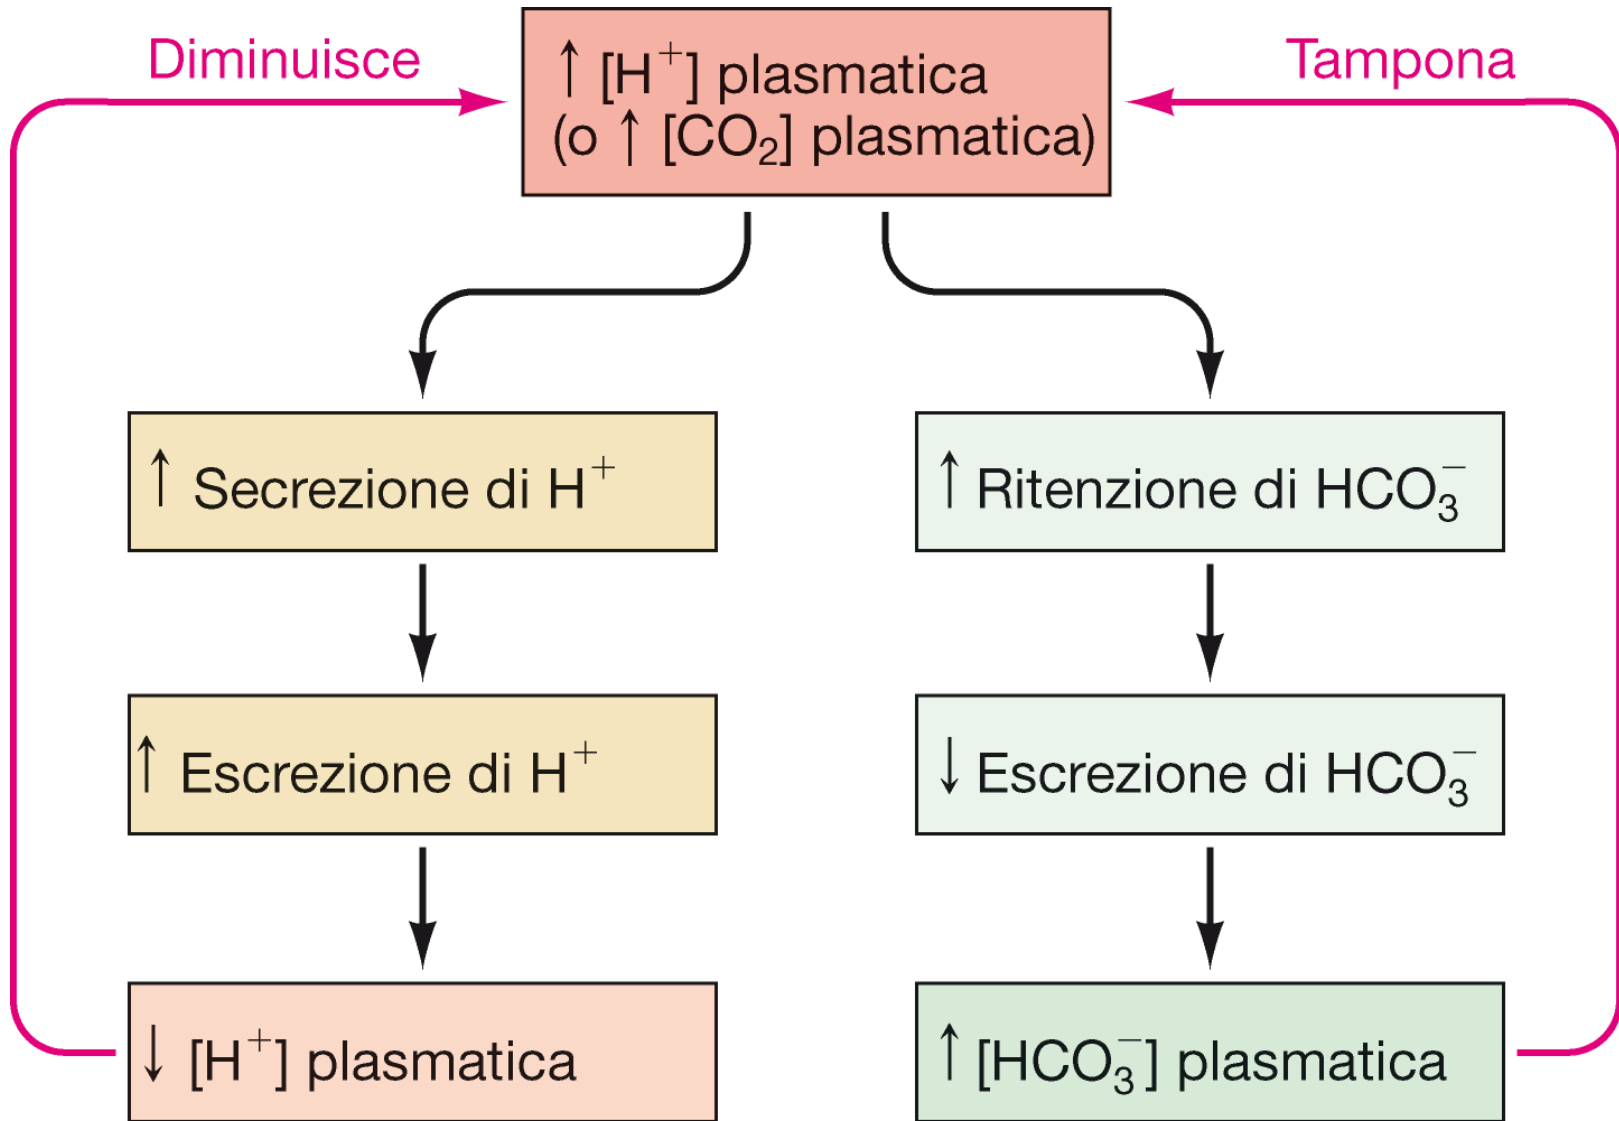 Diminuisce
↑ [H⁺] plasmatica
(o ↑ [CO₂] plasmatica)
Tampona
↑ Secrezione di H⁺
↑ Ritenzione di HCO₃⁻
↑ Escrezione di H⁺
↓ Escrezione di HCO₃⁻
↓ [H⁺] plasmatica
↑ [HCO₃⁻] plasmatica